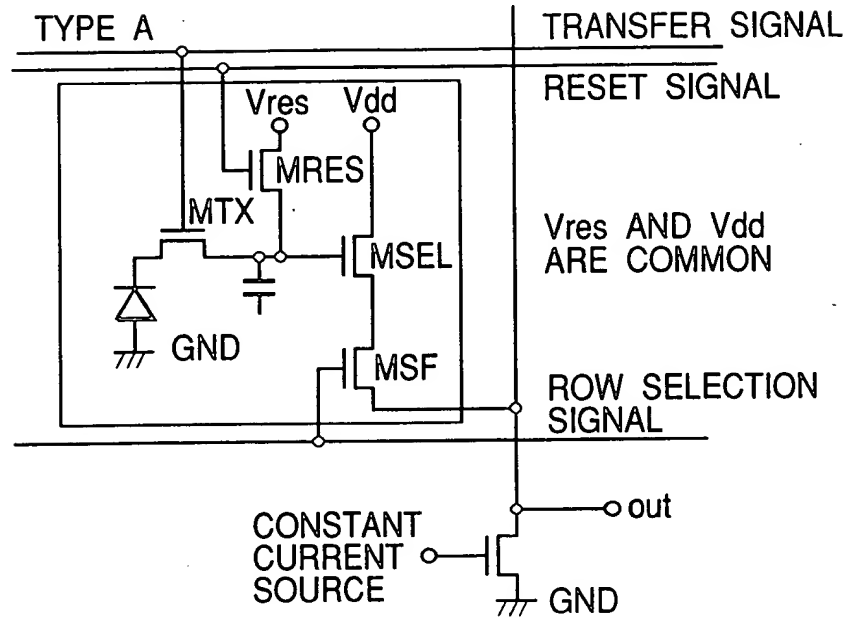 TYPE A
TRANSFER SIGNAL
RESET SIGNAL
Vres Vdd
MRES
MTX
MSEL
Vres AND Vdd
ARE COMMON
GND
MSF
ROW SELECTION
SIGNAL
out
CONSTANT
CURRENT
SOURCE
GND